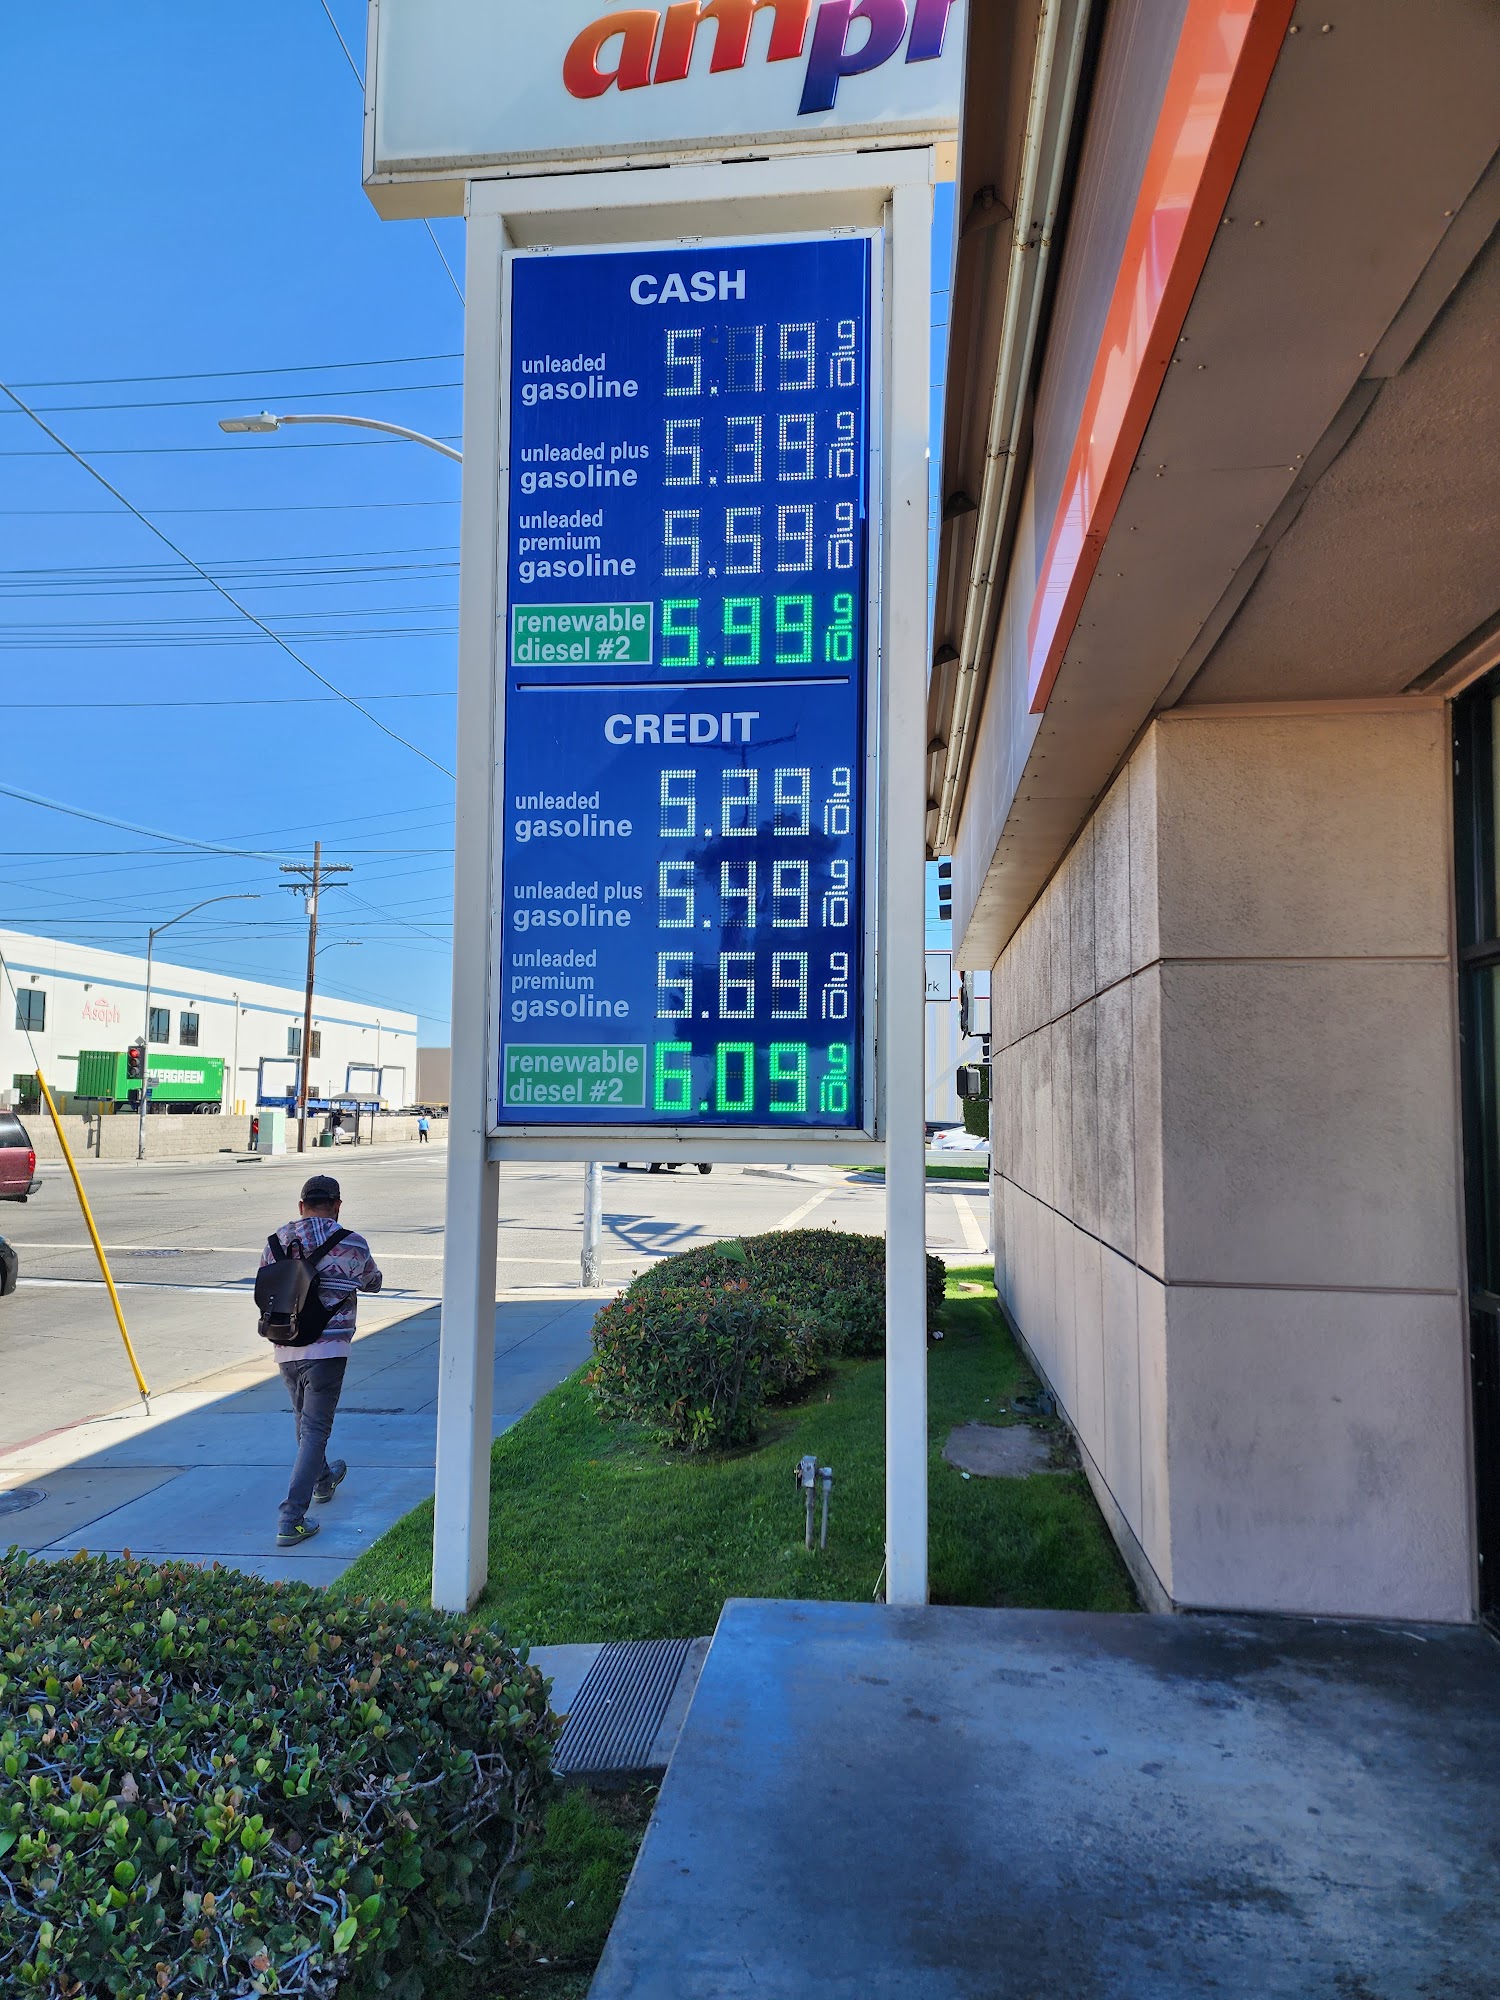 amp
CASH
unleaded
gasoline 5.19 9/10
unleaded plus
gasoline 5.39 9/10
unleaded
premium
gasoline 5.59 9/10
renewable
diesel #2 5.99 9/10
CREDIT
unleaded
gasoline 5.29 9/10
unleaded plus
gasoline 5.49 9/10
unleaded
premium
gasoline 5.69 9/10
renewable
diesel #2 6.09 9/10
Asoph
EVERGREEN
rk